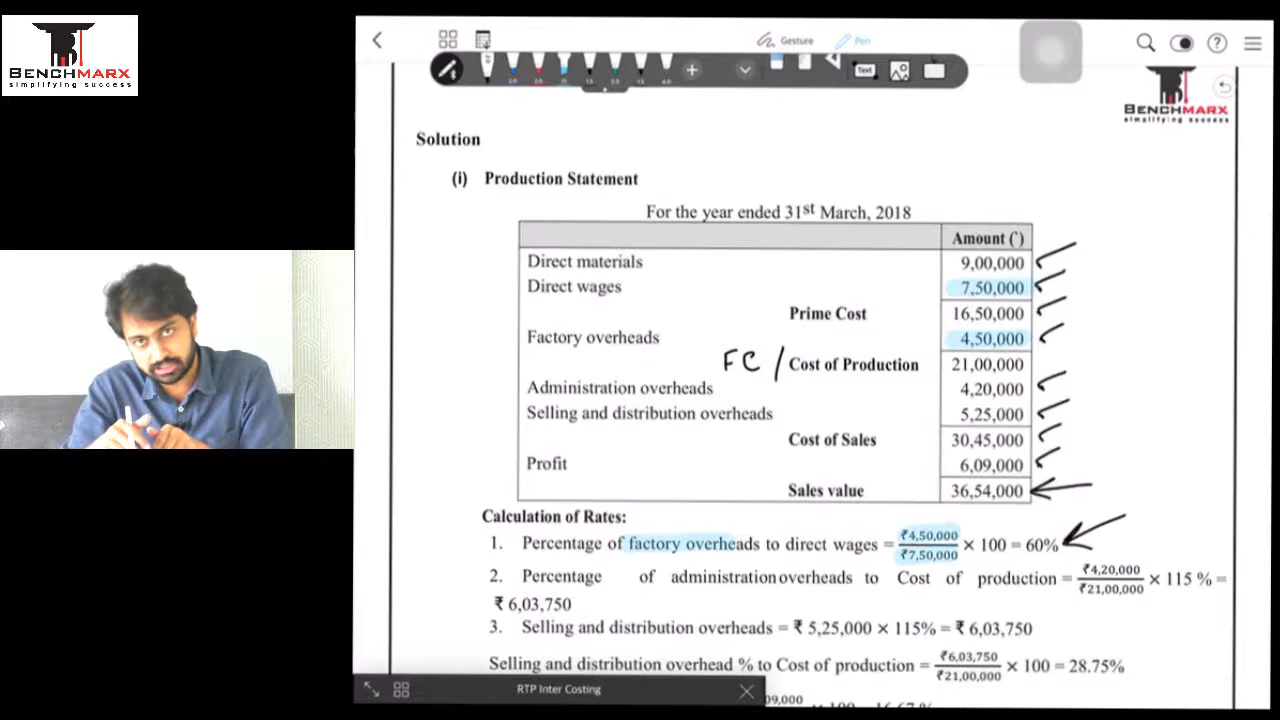 BENCHMARX
simplifying success
Gesture
Pen
Text
BENCHMARX
simplifying success
Solution
(i) Production Statement
For the year ended 31st March, 2018
Amount (`)
Direct materials 9,00,000
Direct wages 7,50,000
Prime Cost 16,50,000
Factory overheads 4,50,000
FC / Cost of Production 21,00,000
Administration overheads 4,20,000
Selling and distribution overheads 5,25,000
Cost of Sales 30,45,000
Profit 6,09,000
Sales value 36,54,000
Calculation of Rates:
1. Percentage of factory overheads to direct wages = ₹4,50,000 / ₹7,50,000 × 100 = 60%
2. Percentage of administration overheads to Cost of production = ₹4,20,000 / ₹21,00,000 × 115 % =
₹ 6,03,750
3. Selling and distribution overheads = ₹ 5,25,000 × 115% = ₹ 6,03,750
Selling and distribution overhead % to Cost of production = ₹6,03,750 / ₹21,00,000 × 100 = 28.75%
RTP Inter Costing